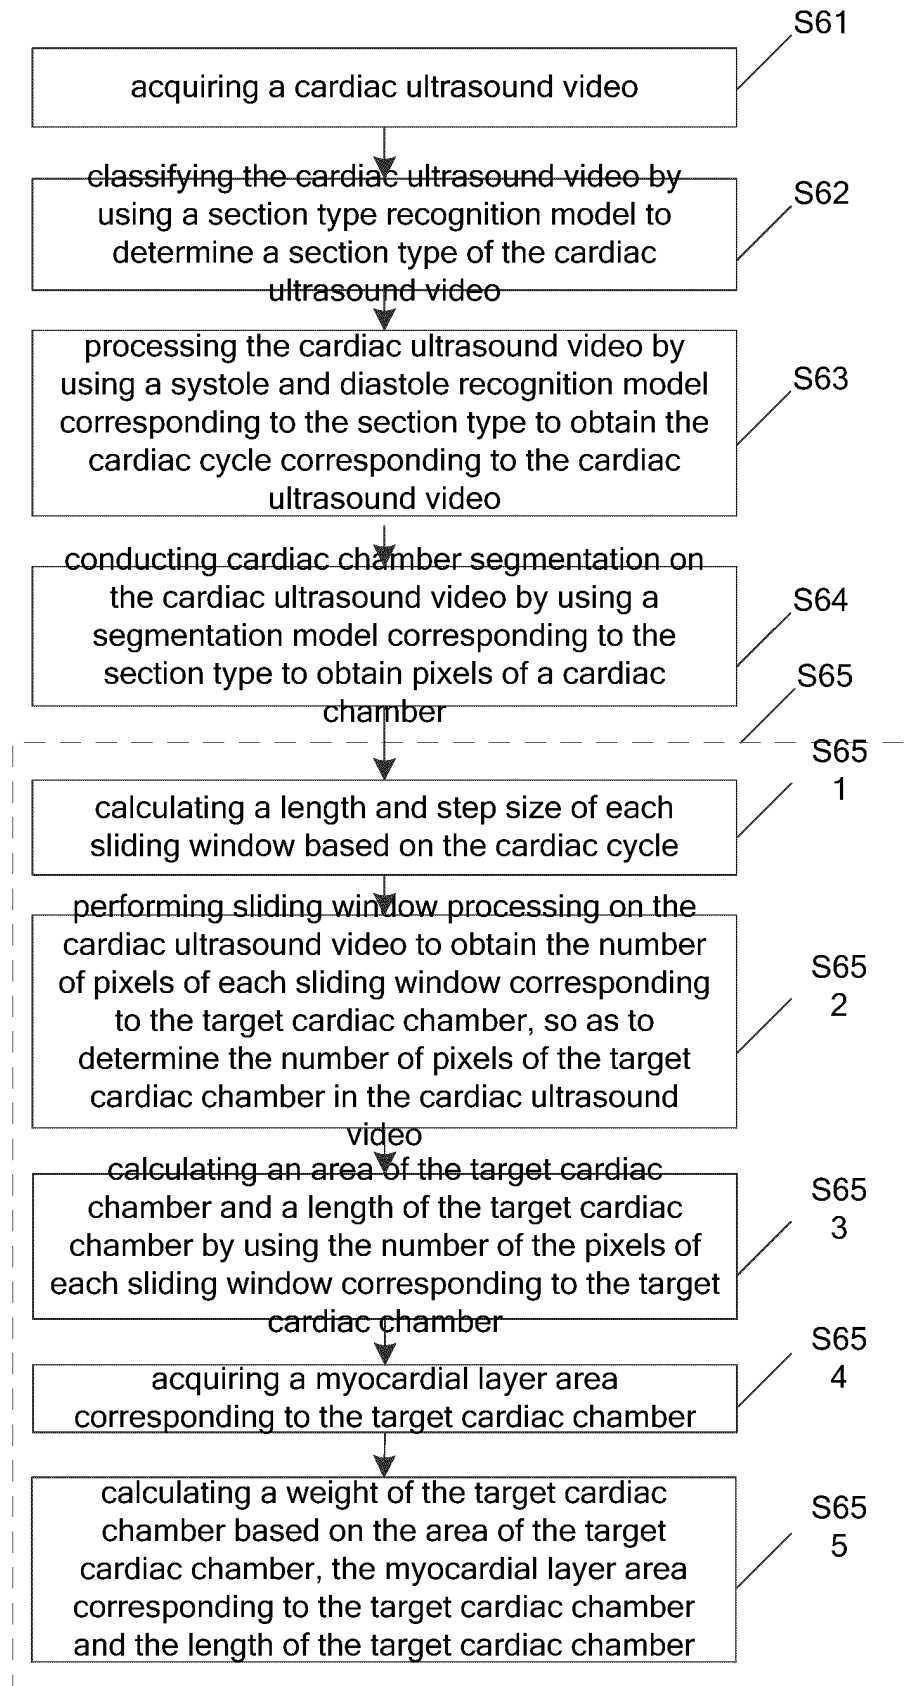 S61
acquiring a cardiac ultrasound video
S62
classifying the cardiac ultrasound video by
using a section type recognition model to
determine a section type of the cardiac
ultrasound video
S63
processing the cardiac ultrasound video by
using a systole and diastole recognition model
corresponding to the section type to obtain the
cardiac cycle corresponding to the cardiac
ultrasound video
S64
conducting cardiac chamber segmentation on
the cardiac ultrasound video by using a
segmentation model corresponding to the
section type to obtain pixels of a cardiac
chamber
S65
S65
1
calculating a length and step size of each
sliding window based on the cardiac cycle
performing sliding window processing on the
cardiac ultrasound video to obtain the number
of pixels of each sliding window corresponding
to the target cardiac chamber, so as to
determine the number of pixels of the target
cardiac chamber in the cardiac ultrasound
video
S65
2
calculating an area of the target cardiac
chamber and a length of the target cardiac
chamber by using the number of the pixels of
each sliding window corresponding to the target
cardiac chamber
S65
3
acquiring a myocardial layer area
corresponding to the target cardiac chamber
S65
4
calculating a weight of the target cardiac
chamber based on the area of the target
cardiac chamber, the myocardial layer area
corresponding to the target cardiac chamber
and the length of the target cardiac chamber
S65
5